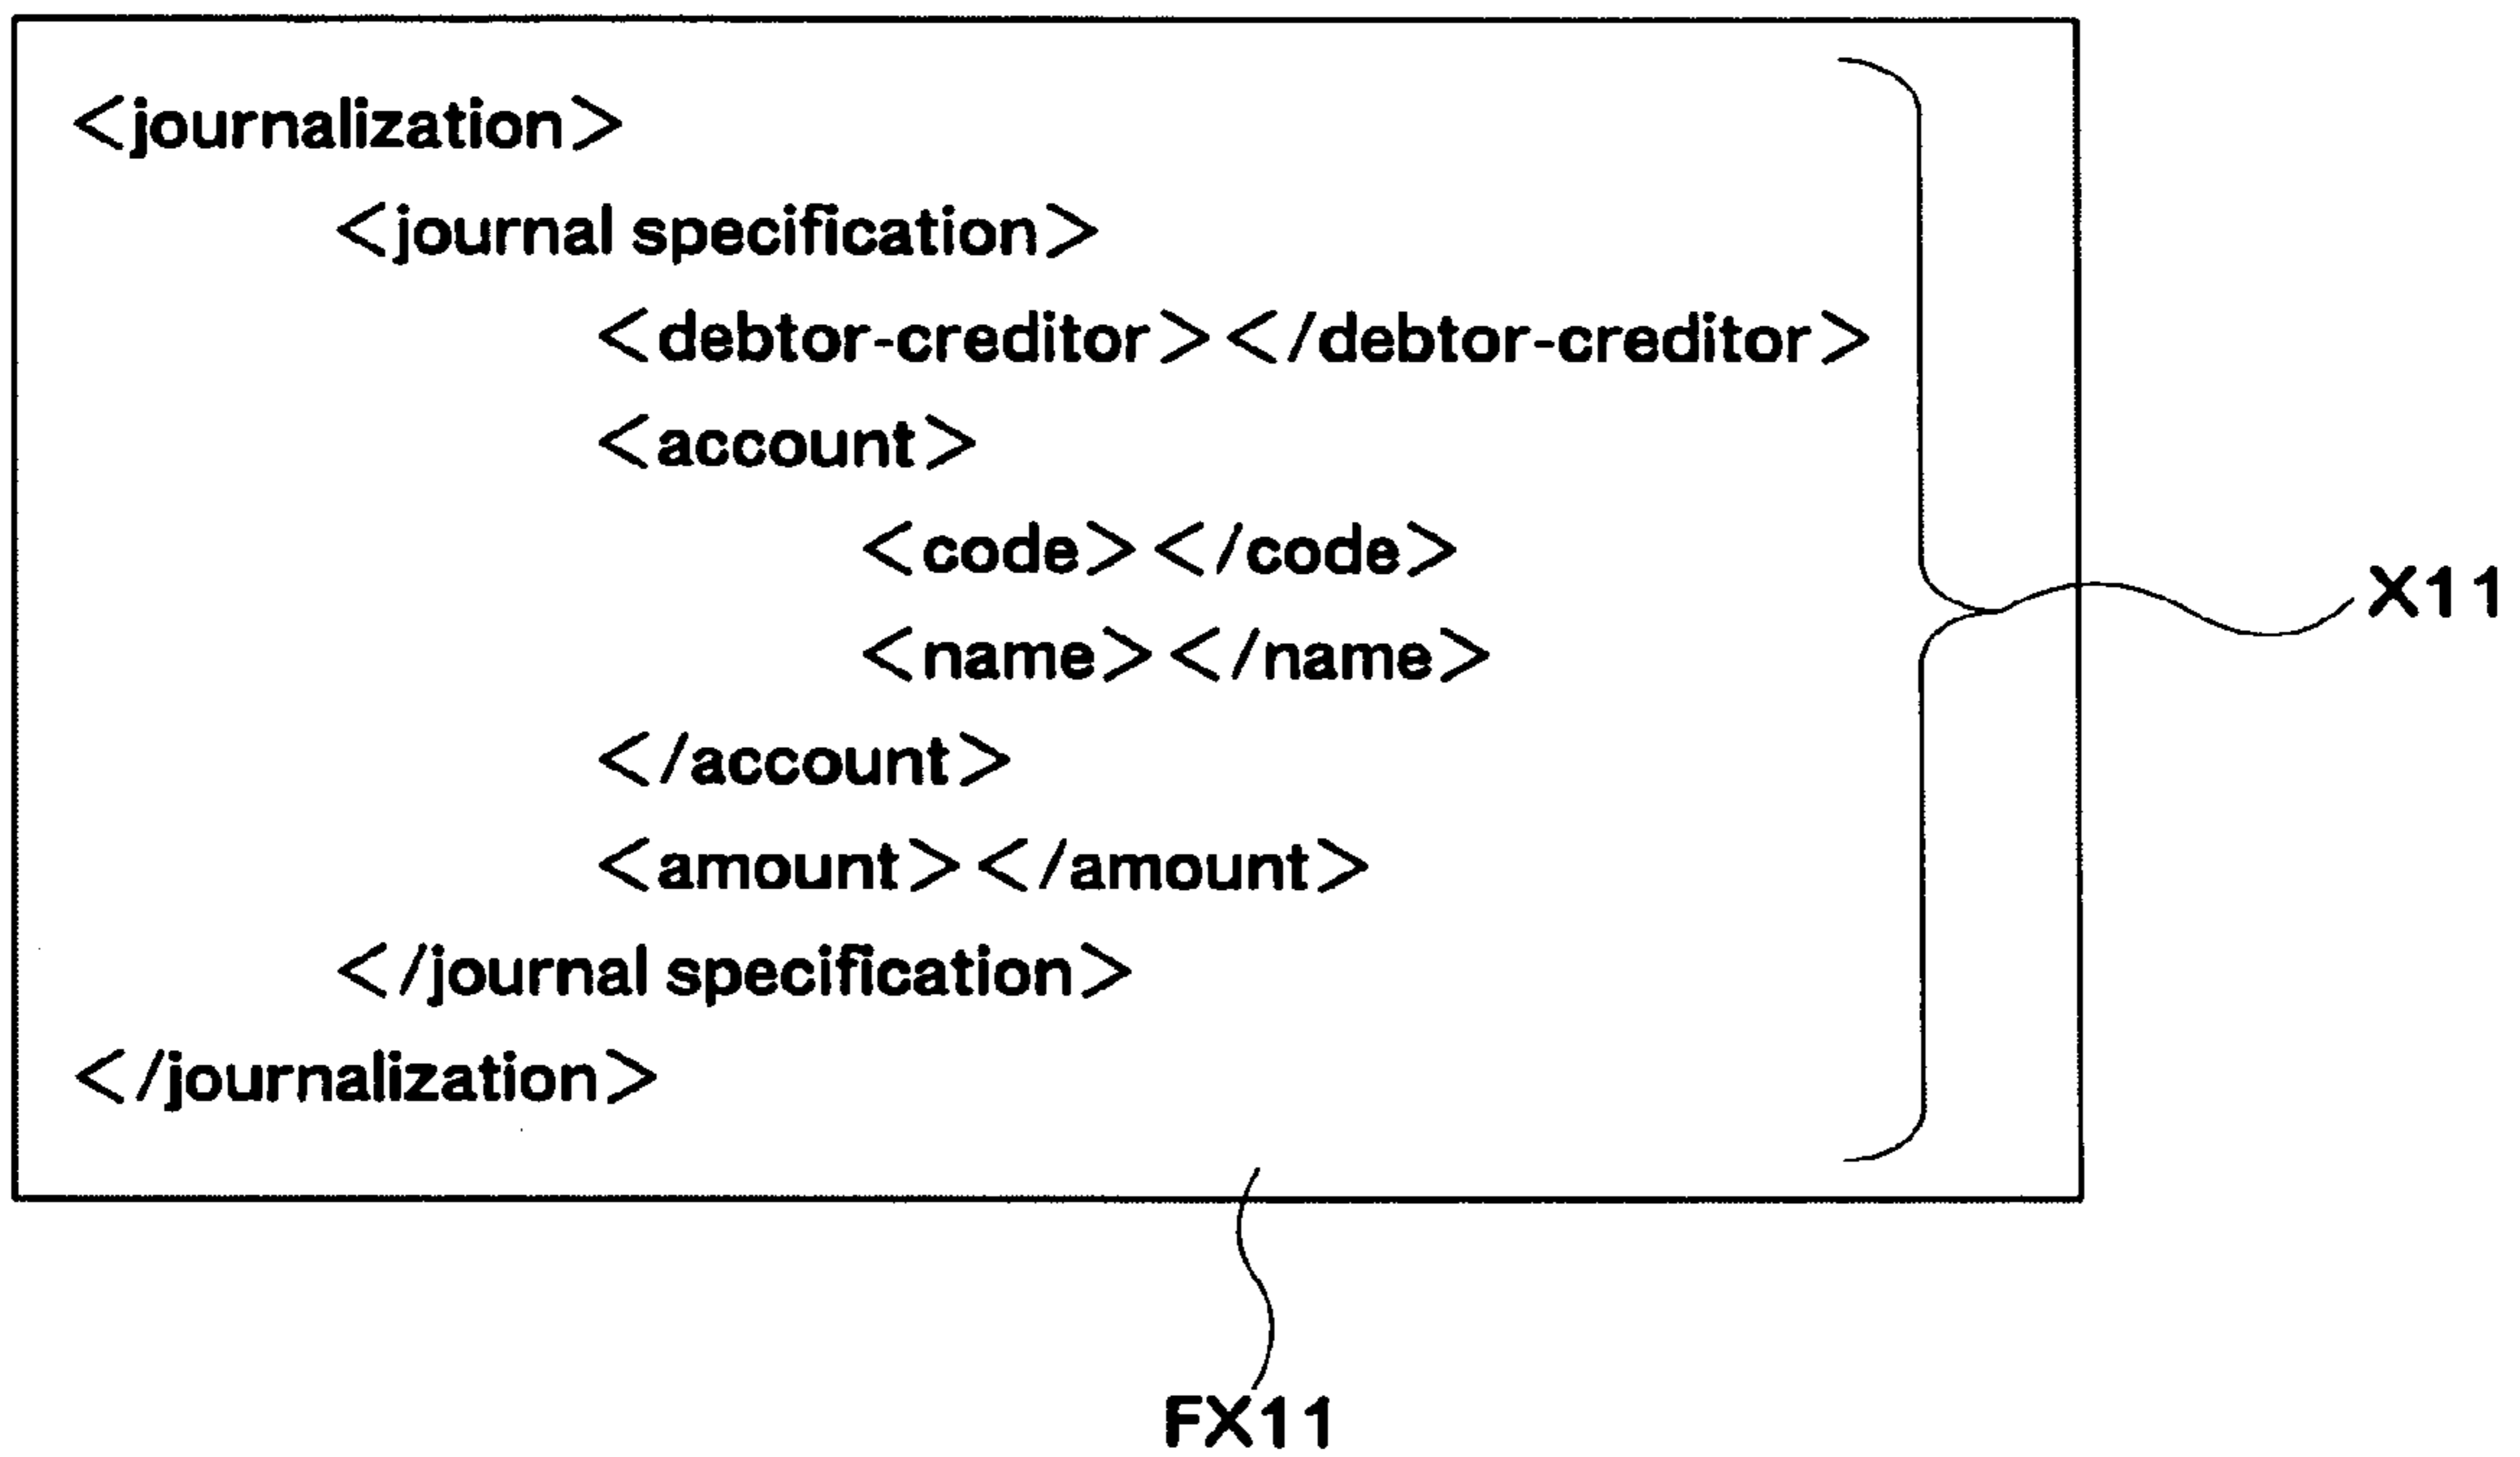 <journalization>
<journal specification>
<debtor-creditor></debtor-creditor>
<account>
<code></code>
<name></name>
</account>
<amount></amount>
</journal specification>
</journalization>
X11
FX11